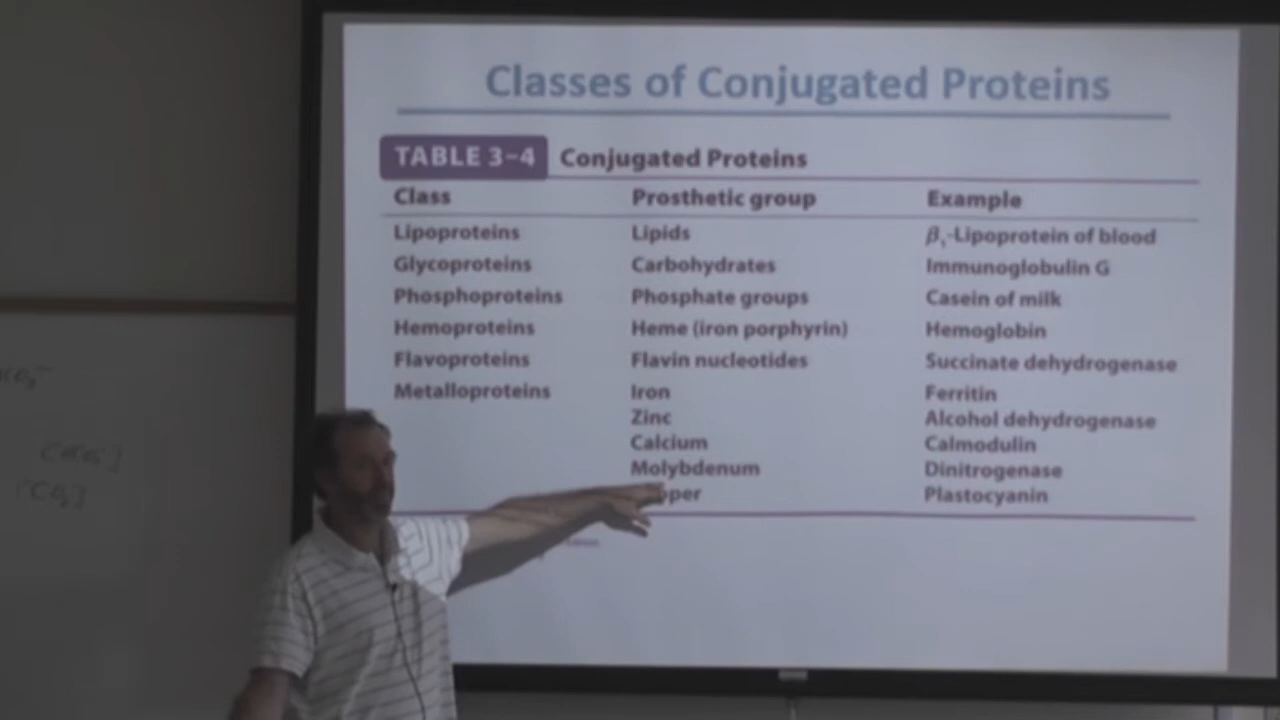 Classes of Conjugated Proteins
TABLE 3–4 Conjugated Proteins
Class Prosthetic group Example
Lipoproteins Lipids β₁-Lipoprotein of blood
Glycoproteins Carbohydrates Immunoglobulin G
Phosphoproteins Phosphate groups Casein of milk
Hemoproteins Heme (iron porphyrin) Hemoglobin
Flavoproteins Flavin nucleotides Succinate dehydrogenase
Metalloproteins Iron Ferritin
Zinc Alcohol dehydrogenase
Calcium Calmodulin
Molybdenum Dinitrogenase
pper Plastocyanin